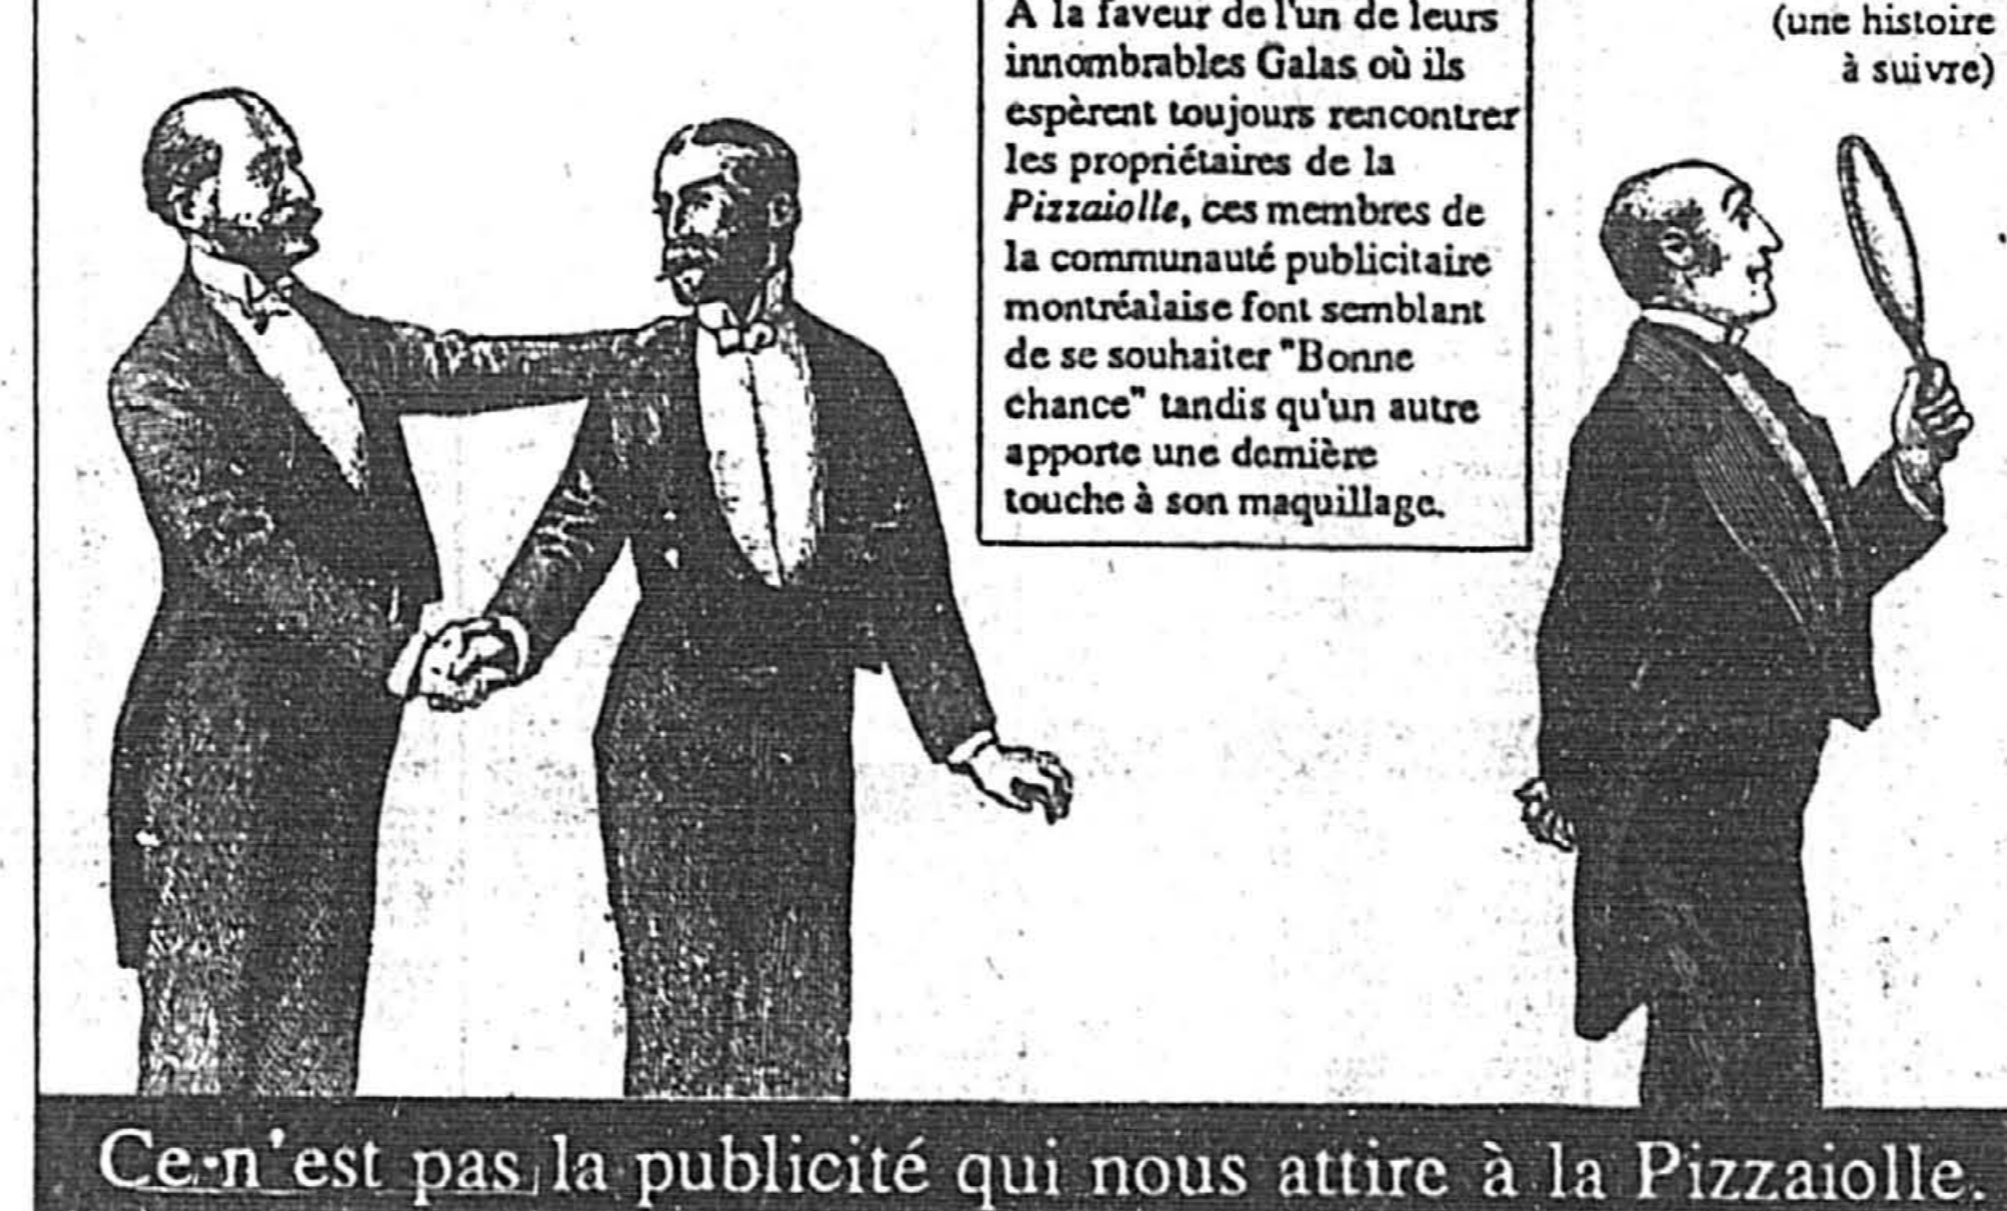 A la faveur de l'un de leurs
innombrables Galas où ils
espèrent toujours rencontrer
les propriétaires de la
Pizzaiolle, ces membres de
la communauté publicitaire
montréalaise font semblant
de se souhaiter "Bonne
chance" tandis qu'un autre
apporte une dernière
touche à son maquillage.
(une histoire
à suivre)
Ce n'est pas la publicité qui nous attire à la Pizzaiolle.